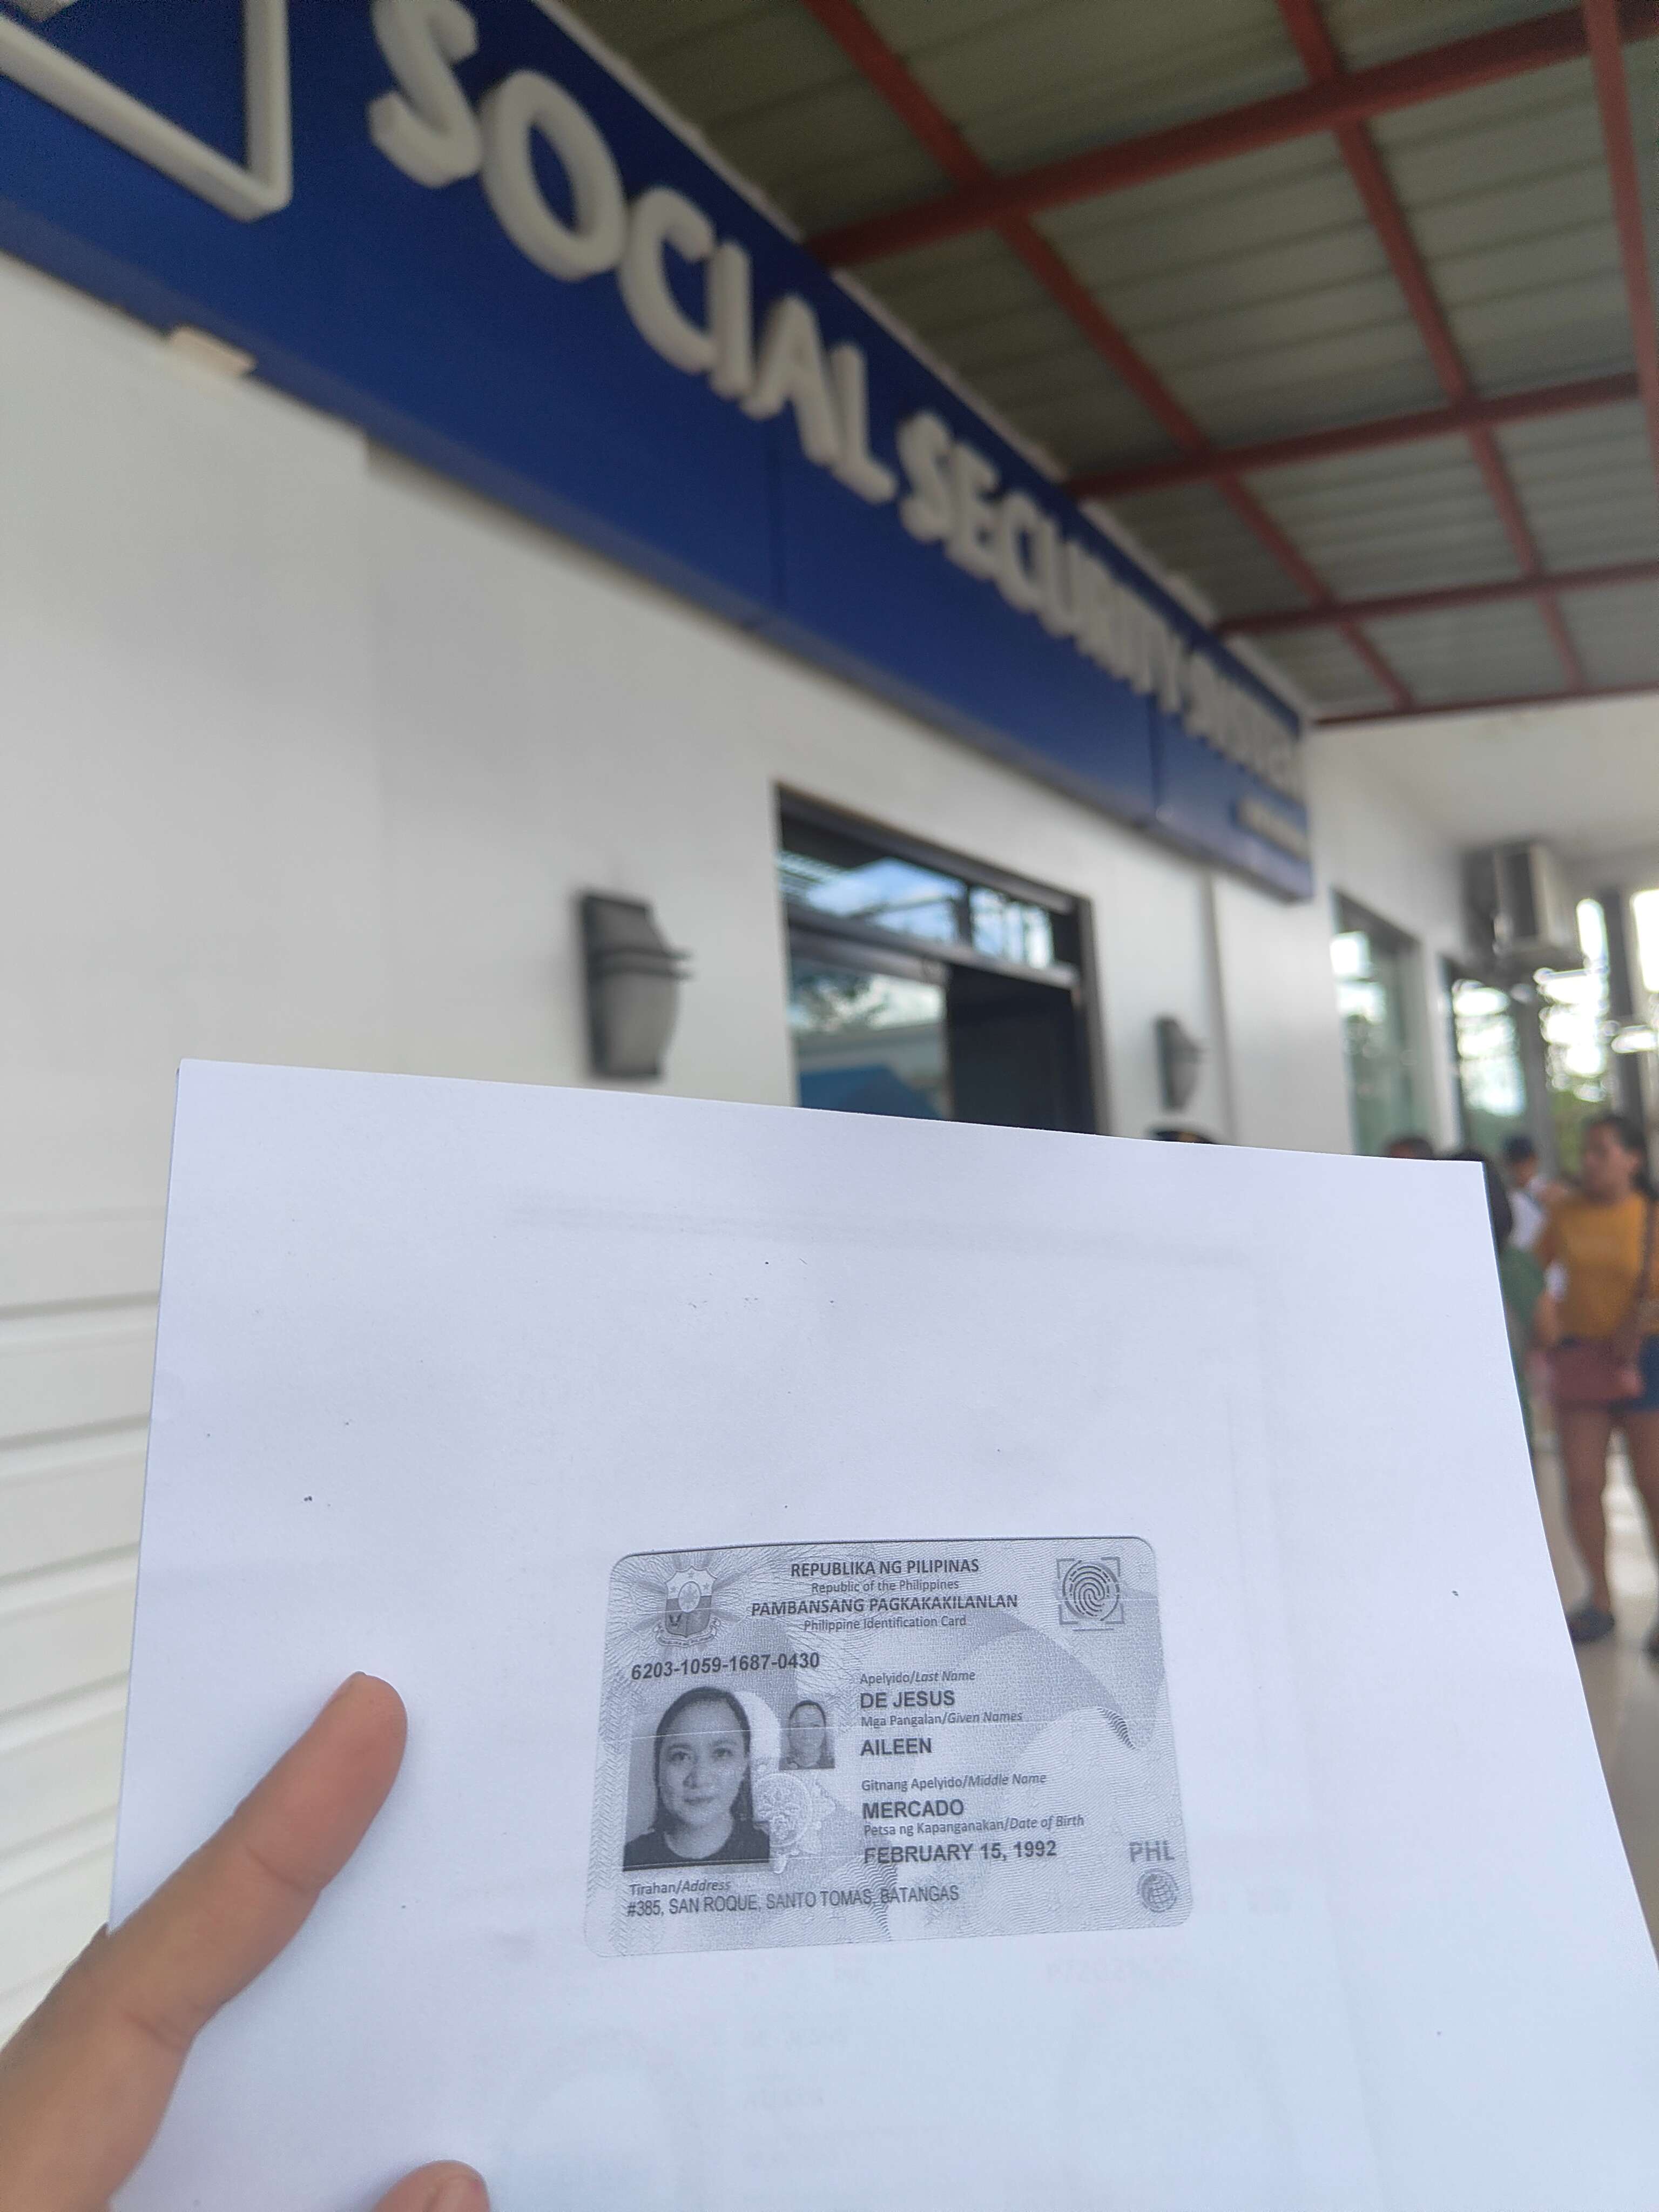 SOCIAL SECURITY SYSTEM
REPUBLIKA NG PILIPINAS
Republic of the Philippines
PAMBANSANG PAGKAKAKILANLAN
Philippine Identification Card
6203-1059-1687-0430
Apelyido/Last Name
DE JESUS
Mga Pangalan/Given Names
AILEEN
Gitnang Apelyido/Middle Name
MERCADO
Petsa ng Kapanganakan/Date of Birth
FEBRUARY 15, 1992
PHL
Tirahan/Address
#385, SAN ROQUE, SANTO TOMAS, BATANGAS